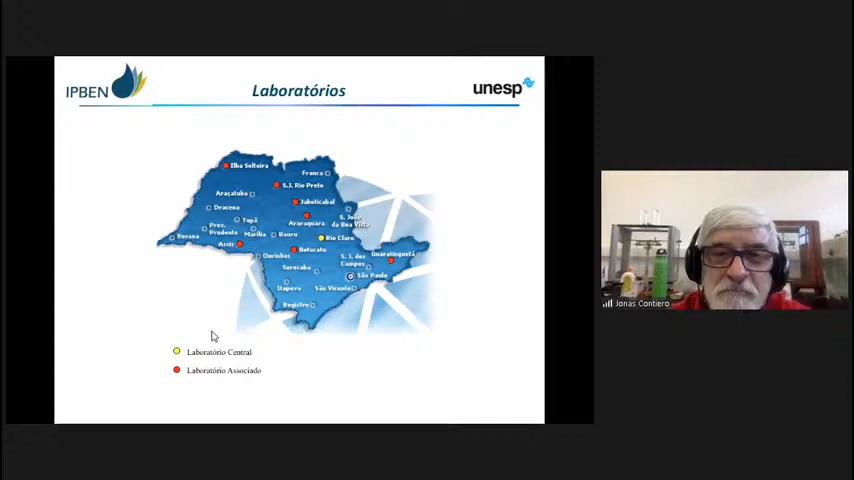 IPBEN
Laboratórios
unesp
Ilha Solteira
Franca
S.J. Rio Preto
Araçatuba
Jaboticabal
Dracena
Araraquara
S. João
da Boa Vista
Tupã
Pres.
Prudente
Marília
Bauru
Rio Claro
Rosana
Assis
Botucatu
Ourinhos
S. J. dos
Campos
Guaratinguetá
Sorocaba
São Paulo
Itapeva
São Vicente
Registro
Laboratório Central
Laboratório Associado
Jonas Contiero